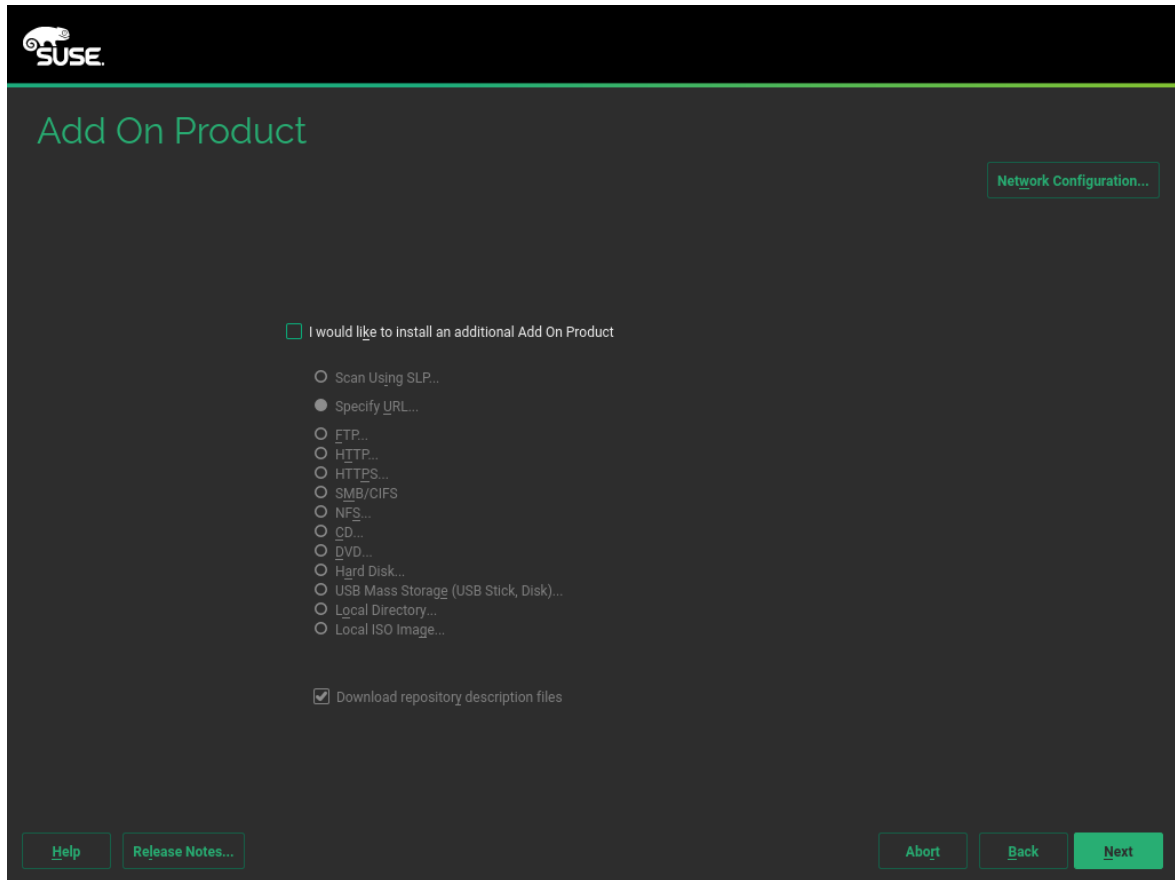 SUSE.
Add On Product
Network Configuration...
I would like to install an additional Add On Product
Scan Using SLP...
Specify URL...
FTP...
HTTP...
HTTPS...
SMB/CIFS
NFS...
CD...
DVD...
Hard Disk...
USB Mass Storage (USB Stick, Disk)...
Local Directory...
Local ISO Image...
Download repository description files
Help Release Notes... Abort Back Next